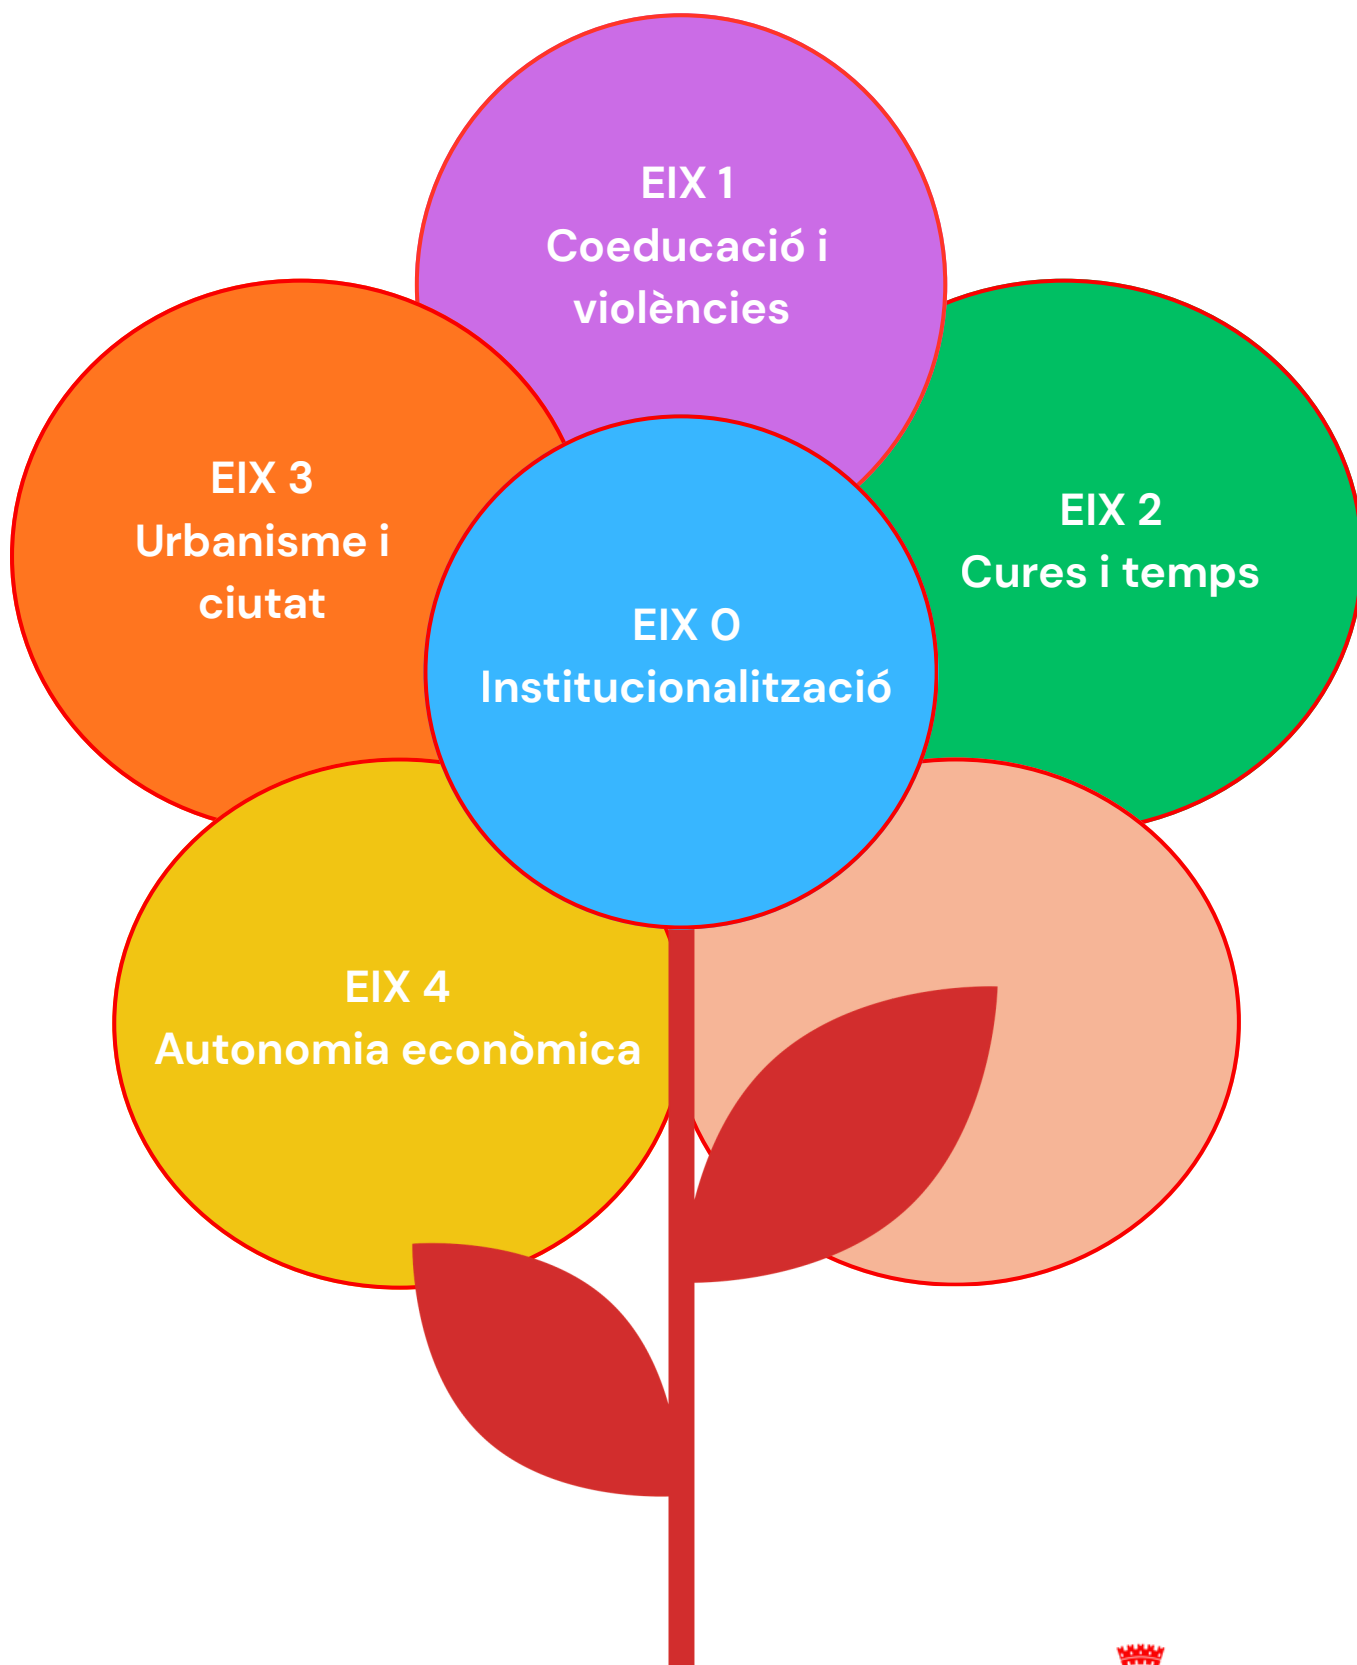 EIX 1
Coeducació i
violències
EIX 3
Urbanisme i
ciutat
EIX 2
Cures i temps
EIX 0
Institucionalització
EIX 4
Autonomia econòmica